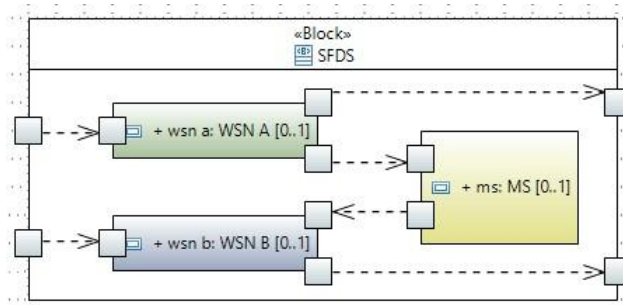 «Block»
SFDS
+ wsn a: WSN A [0..1]
+ ms: MS [0..1]
+ wsn b: WSN B [0..1]